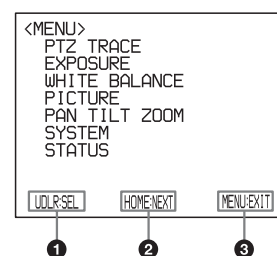 <MENU>
PTZ TRACE
EXPOSURE
WHITE BALANCE
PICTURE
PAN TILT ZOOM
SYSTEM
STATUS
UDLR:SEL HOME:NEXT MENU:EXIT
1 2 3